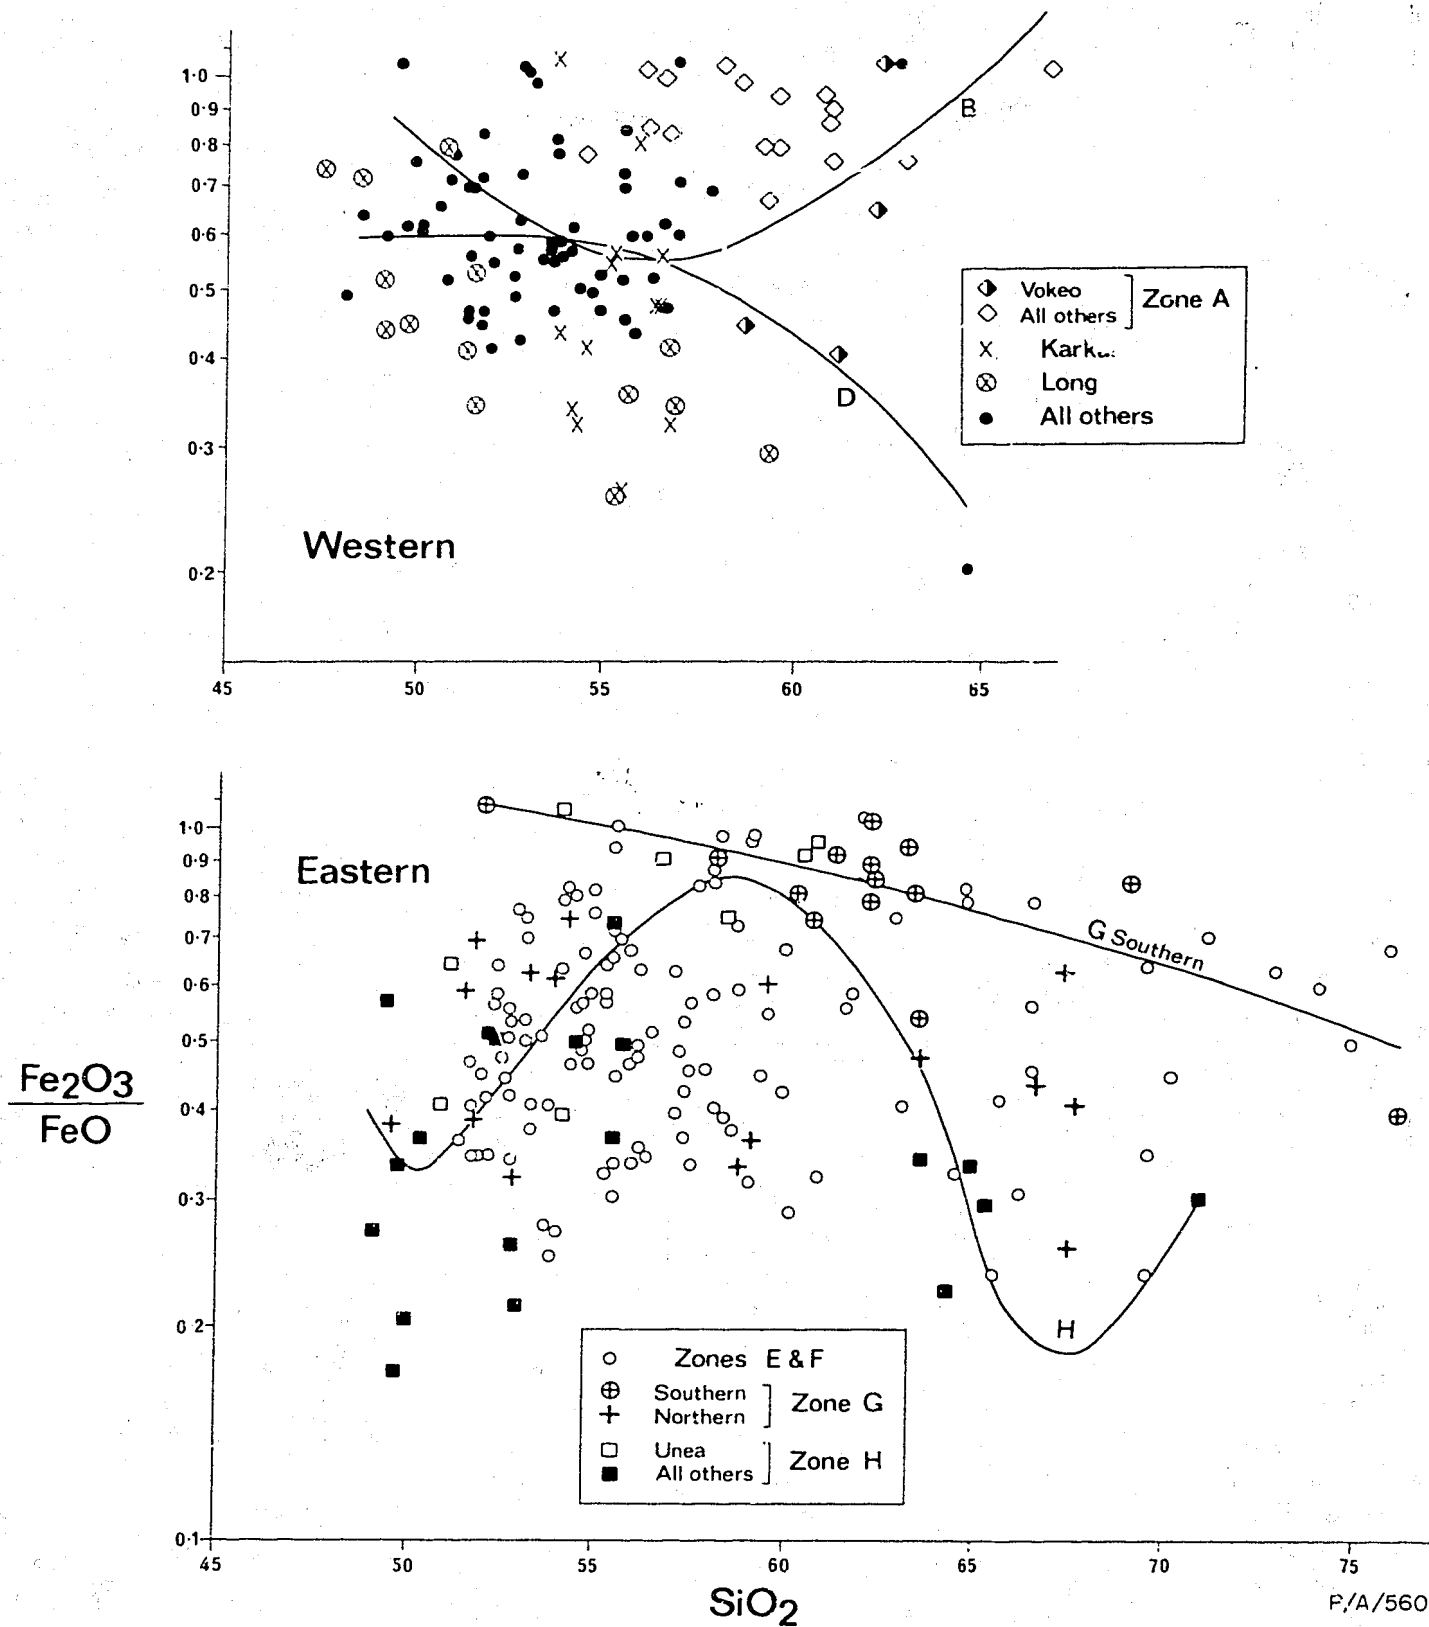 1·0
0·9
0·8
0·7
0·6
0·5
0·4
0·3
0·2
B
D
Vokeo
All others
Zone A
Long
All others
Western
45 50 55 60 65
1·0
0·9
0·8
0·7
0·6
0·5
0·4
0·3
0 2
0·1
Eastern
G Southern
H
Fe2O3
FeO
Zones E & F
Southern
Northern
Zone G
Unea
All others
Zone H
45 50 55 60 65 70 75
SiO2